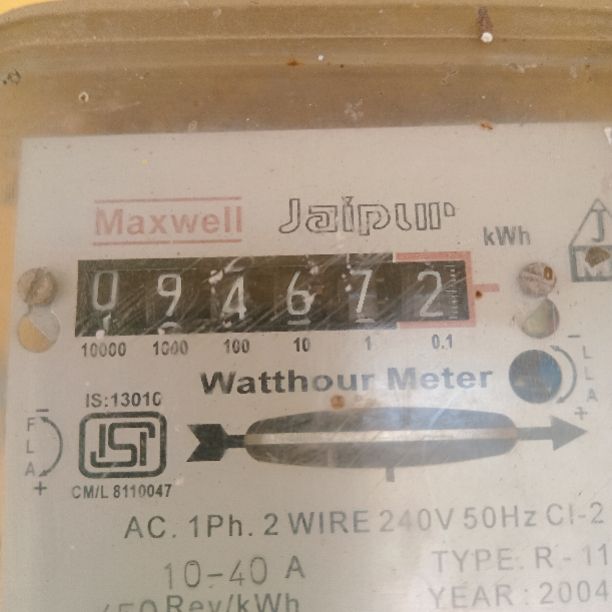 Maxwell Jaipur
kWh
0 9 4 6 7 2
10000 1000 100 10 1 0.1
Watthour Meter
IS:13010
ISI
CM/L 8110047
- F L A +
- L L A +
J
M
AC. 1Ph. 2 WIRE 240V 50Hz Cl-2
10-40 A TYPE. R-11
Rev/kWh YEAR: 2004